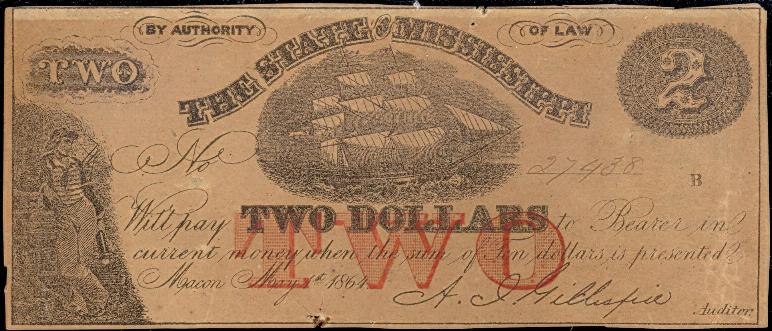 BY AUTHORITY OF LAW
THE STATE OF MISSISSIPPI
TWO
2
No 27438
B
Will pay TWO DOLLARS to Bearer in
current money when the sum of Ten dollars is presented
TWO
Macon May 1st 1864
A. J. Gillespie
Auditor